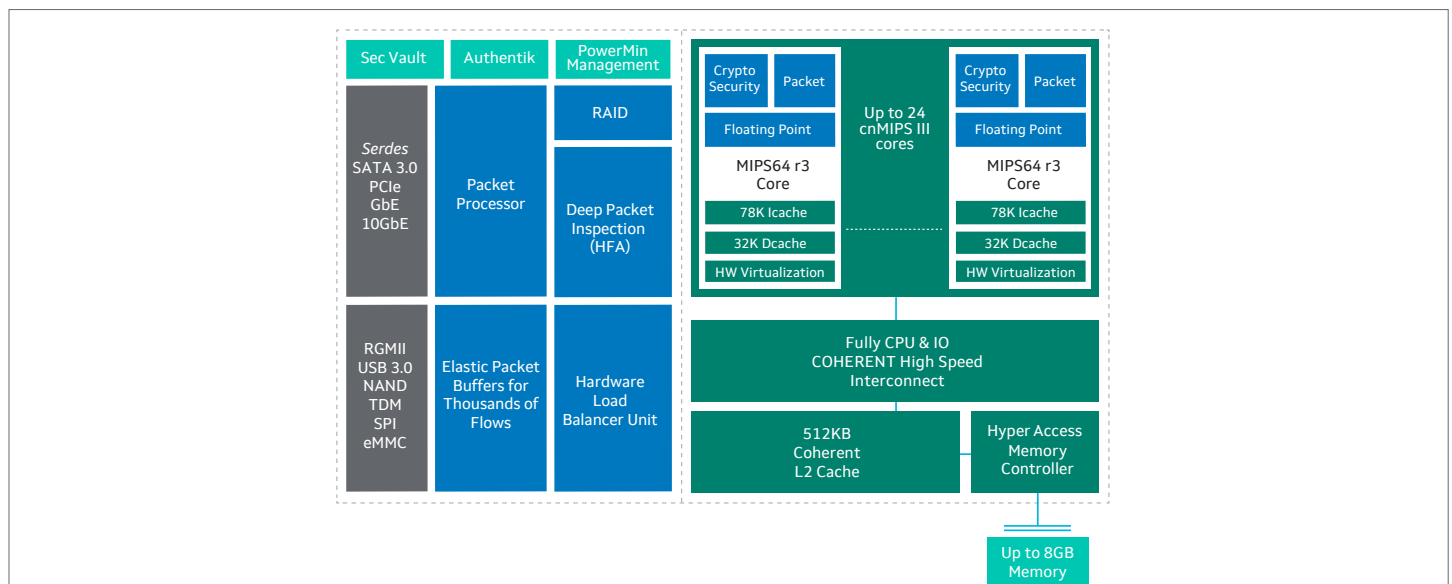 Sec Vault
Authentik
PowerMin
Management
Serdes
SATA 3.0
PCIe
GbE
10GbE
Packet
Processor
RAID
Deep Packet
Inspection
(HFA)
RGMII
USB 3.0
NAND
TDM
SPI
eMMC
Elastic Packet
Buffers for
Thousands of
Flows
Hardware
Load
Balancer Unit
Crypto
Security
Packet
Floating Point
MIPS64 r3
Core
78K Icache
32K Dcache
HW Virtualization
Up to 24
cnMIPS III
cores
Crypto
Security
Packet
Floating Point
MIPS64 r3
Core
78K Icache
32K Dcache
HW Virtualization
Fully CPU & IO
COHERENT High Speed
Interconnect
512KB
Coherent
L2 Cache
Hyper Access
Memory
Controller
Up to 8GB
Memory